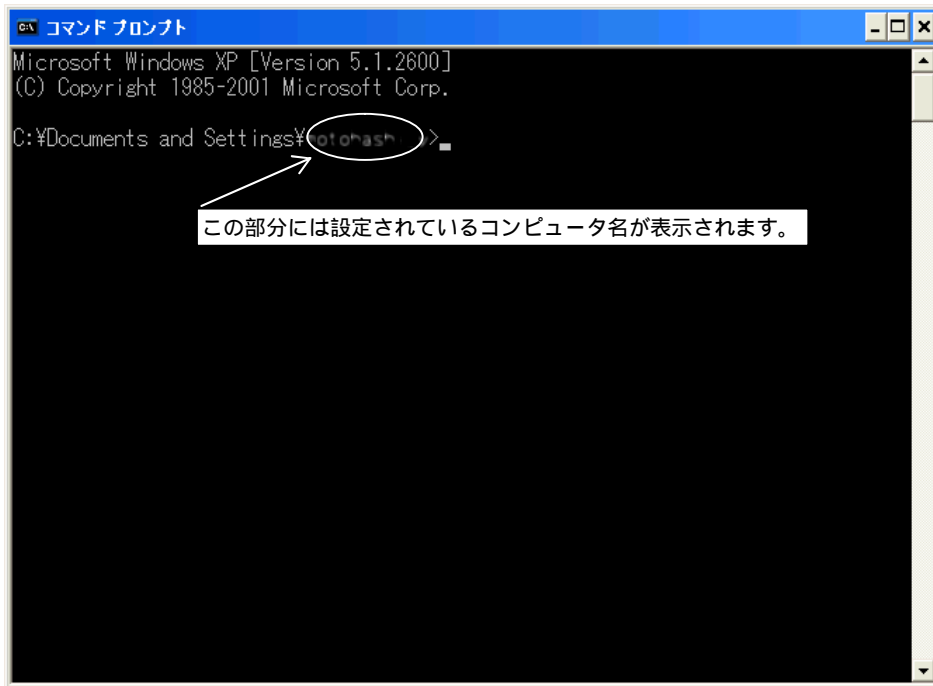 コマンド プロンプト
Microsoft Windows XP [Version 5.1.2600]
(C) Copyright 1985-2001 Microsoft Corp.
C:¥Documents and Settings¥ >
この部分には設定されているコンピュータ名が表示されます。